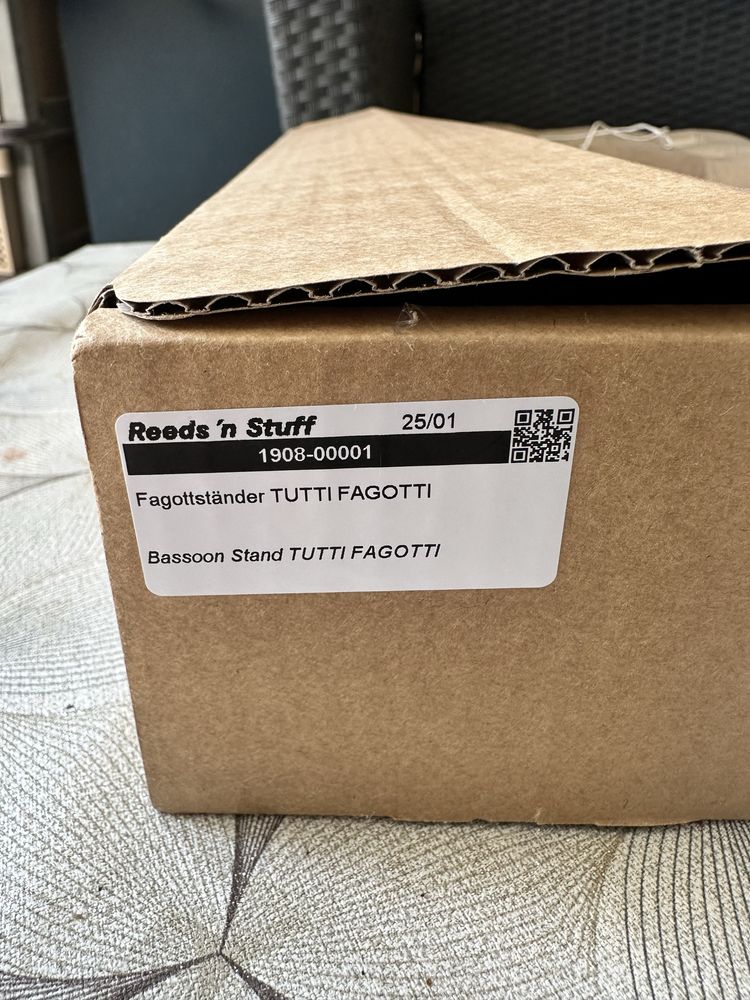 Reeds 'n Stuff 25/01
1908-00001
Fagottständer TUTTI FAGOTTI
Bassoon Stand TUTTI FAGOTTI